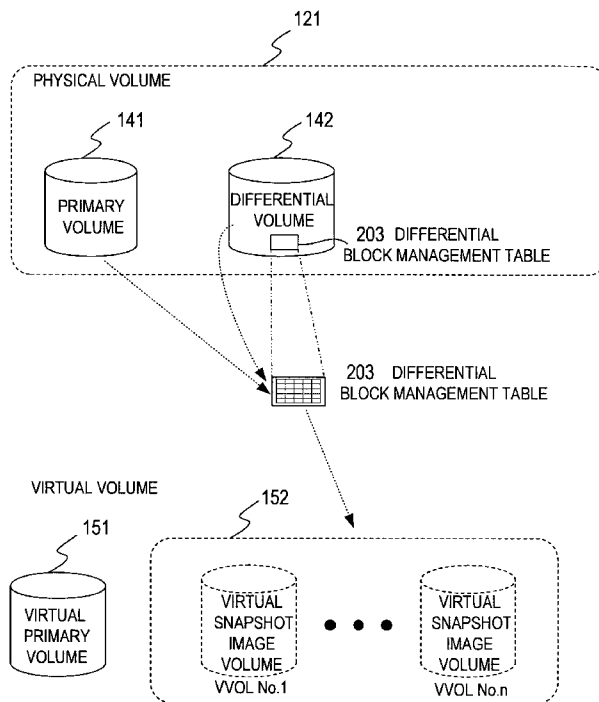 121
PHYSICAL VOLUME
141
142
PRIMARY
VOLUME
DIFFERENTIAL
VOLUME
203 DIFFERENTIAL
BLOCK MANAGEMENT TABLE
203 DIFFERENTIAL
BLOCK MANAGEMENT TABLE
VIRTUAL VOLUME
151
152
VIRTUAL
PRIMARY
VOLUME
VIRTUAL
SNAPSHOT
IMAGE
VOLUME
VVOL No.1
VIRTUAL
SNAPSHOT
IMAGE
VOLUME
VVOL No.n